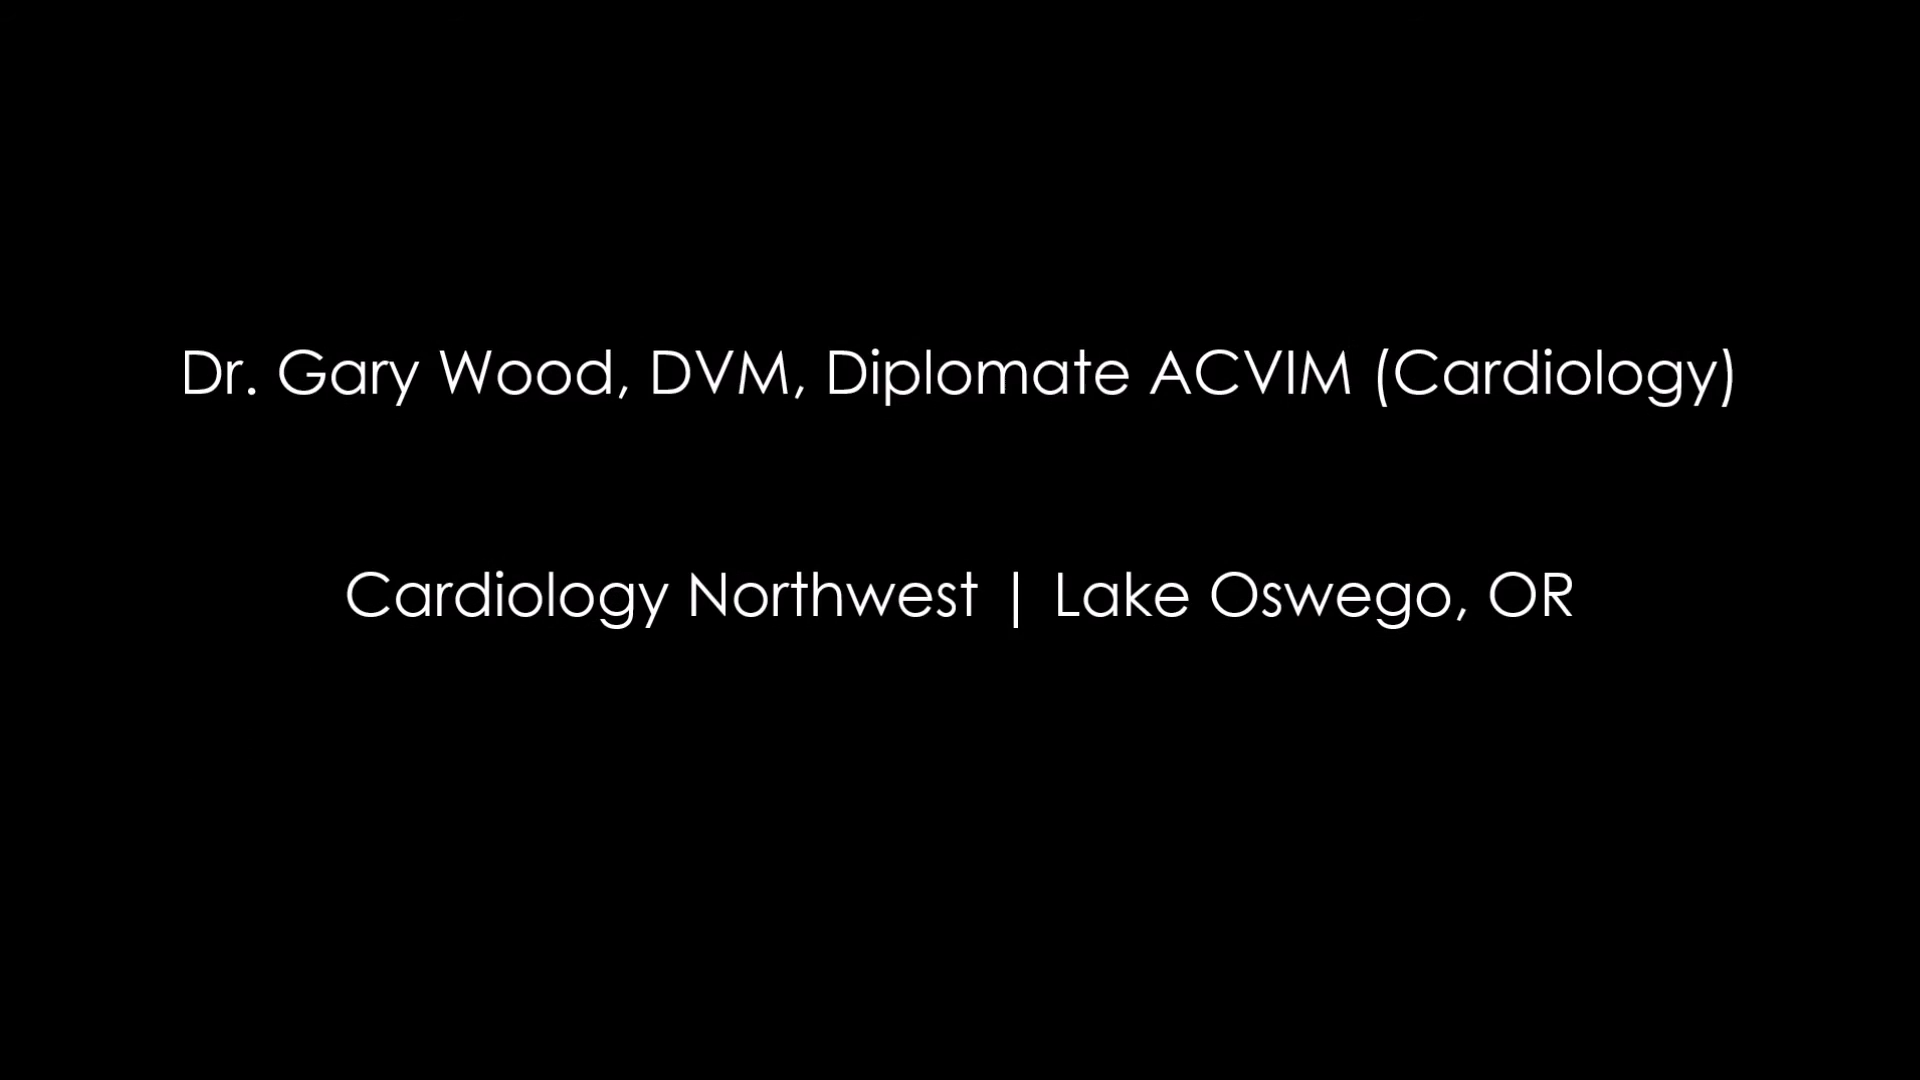 Dr. Gary Wood, DVM, Diplomate ACVIM (Cardiology)
Cardiology Northwest | Lake Oswego, OR